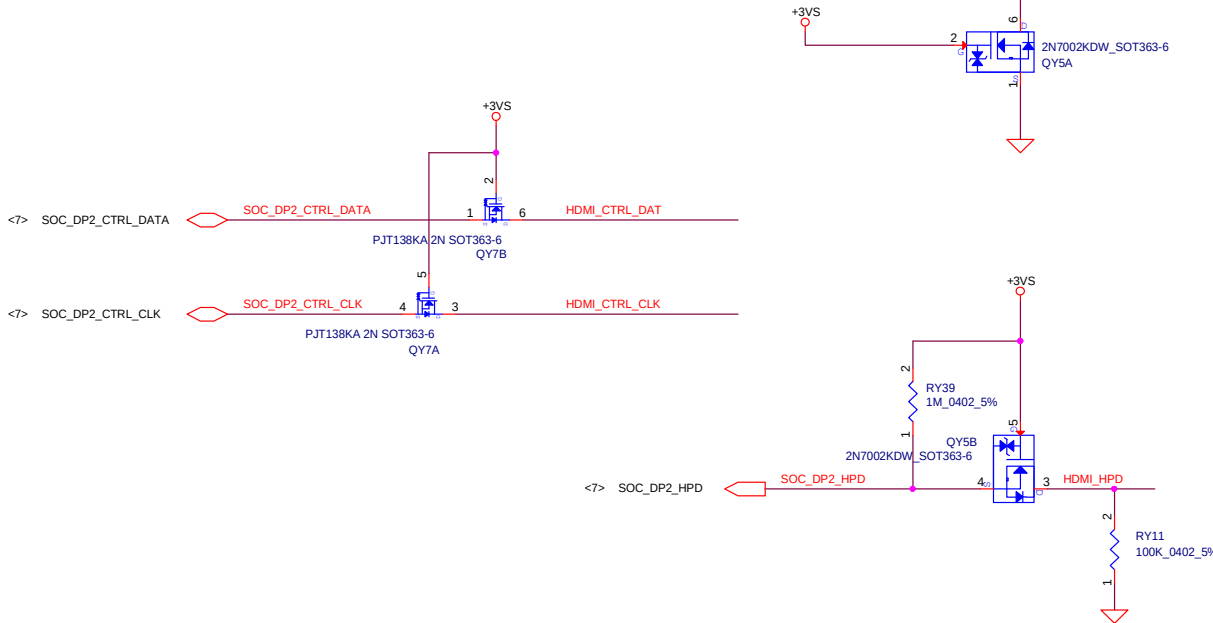 +3VS
6
D
2
G
2N7002KDW_SOT363-6
QY5A
S
1
+3VS
2
<7> SOC_DP2_CTRL_DATA
SOC_DP2_CTRL_DATA
1
6
HDMI_CTRL_DAT
PJT138KA 2N SOT363-6
QY7B
5
<7> SOC_DP2_CTRL_CLK
SOC_DP2_CTRL_CLK
4
3
HDMI_CTRL_CLK
PJT138KA 2N SOT363-6
QY7A
+3VS
2
RY39
1M_0402_5%
1
5
G
QY5B
2N7002KDW_SOT363-6
<7> SOC_DP2_HPD
SOC_DP2_HPD
4
S
3
D
HDMI_HPD
2
RY11
100K_0402_5%
1